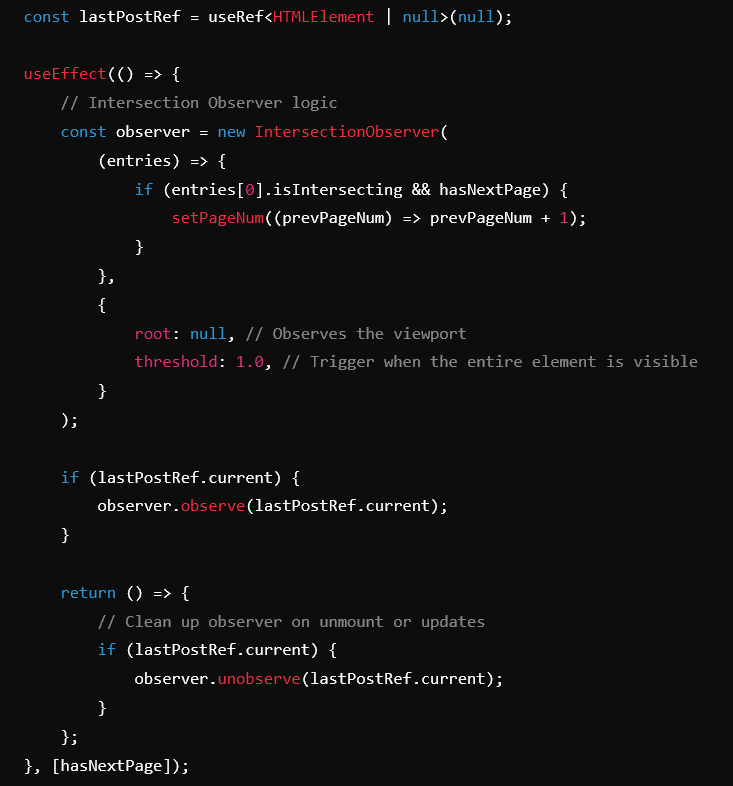 const lastPostRef = useRef<HTMLElement | null>(null);
useEffect(() => {
    // Intersection Observer logic
    const observer = new IntersectionObserver(
        (entries) => {
            if (entries[0].isIntersecting && hasNextPage) {
                setPageNum((prevPageNum) => prevPageNum + 1);
            }
        },
        {
            root: null, // Observes the viewport
            threshold: 1.0, // Trigger when the entire element is visible
        }
    );
    if (lastPostRef.current) {
        observer.observe(lastPostRef.current);
    }
    return () => {
        // Clean up observer on unmount or updates
        if (lastPostRef.current) {
            observer.unobserve(lastPostRef.current);
        }
    };
}, [hasNextPage]);